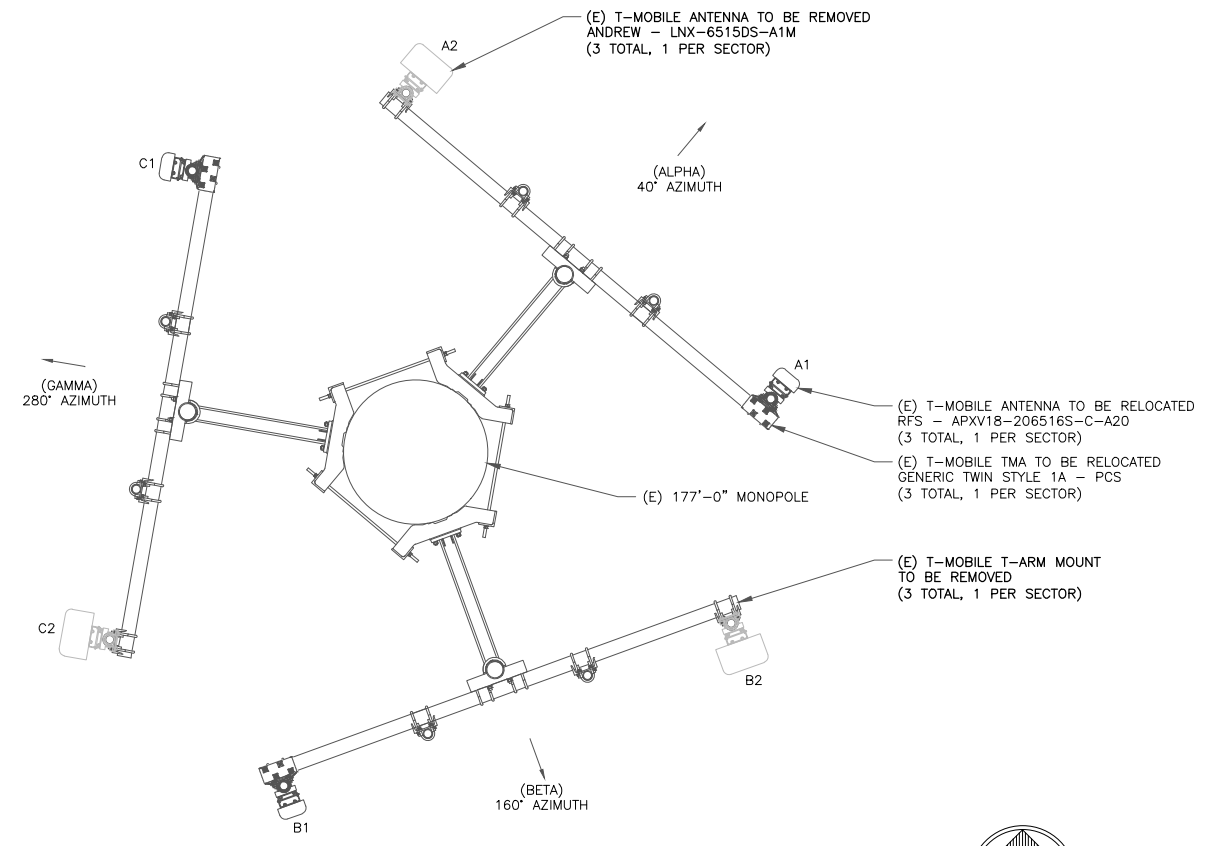 (E) T-MOBILE ANTENNA TO BE REMOVED
ANDREW - LNX-6515DS-A1M
(3 TOTAL, 1 PER SECTOR)
A2
(ALPHA)
40° AZIMUTH
C1
(GAMMA)
280° AZIMUTH
A1
(E) T-MOBILE ANTENNA TO BE RELOCATED
RFS - APXV18-206516S-C-A20
(3 TOTAL, 1 PER SECTOR)
(E) T-MOBILE TMA TO BE RELOCATED
GENERIC TWIN STYLE 1A - PCS
(3 TOTAL, 1 PER SECTOR)
(E) 177'-0" MONOPOLE
(E) T-MOBILE T-ARM MOUNT
TO BE REMOVED
(3 TOTAL, 1 PER SECTOR)
C2
B2
(BETA)
160° AZIMUTH
B1